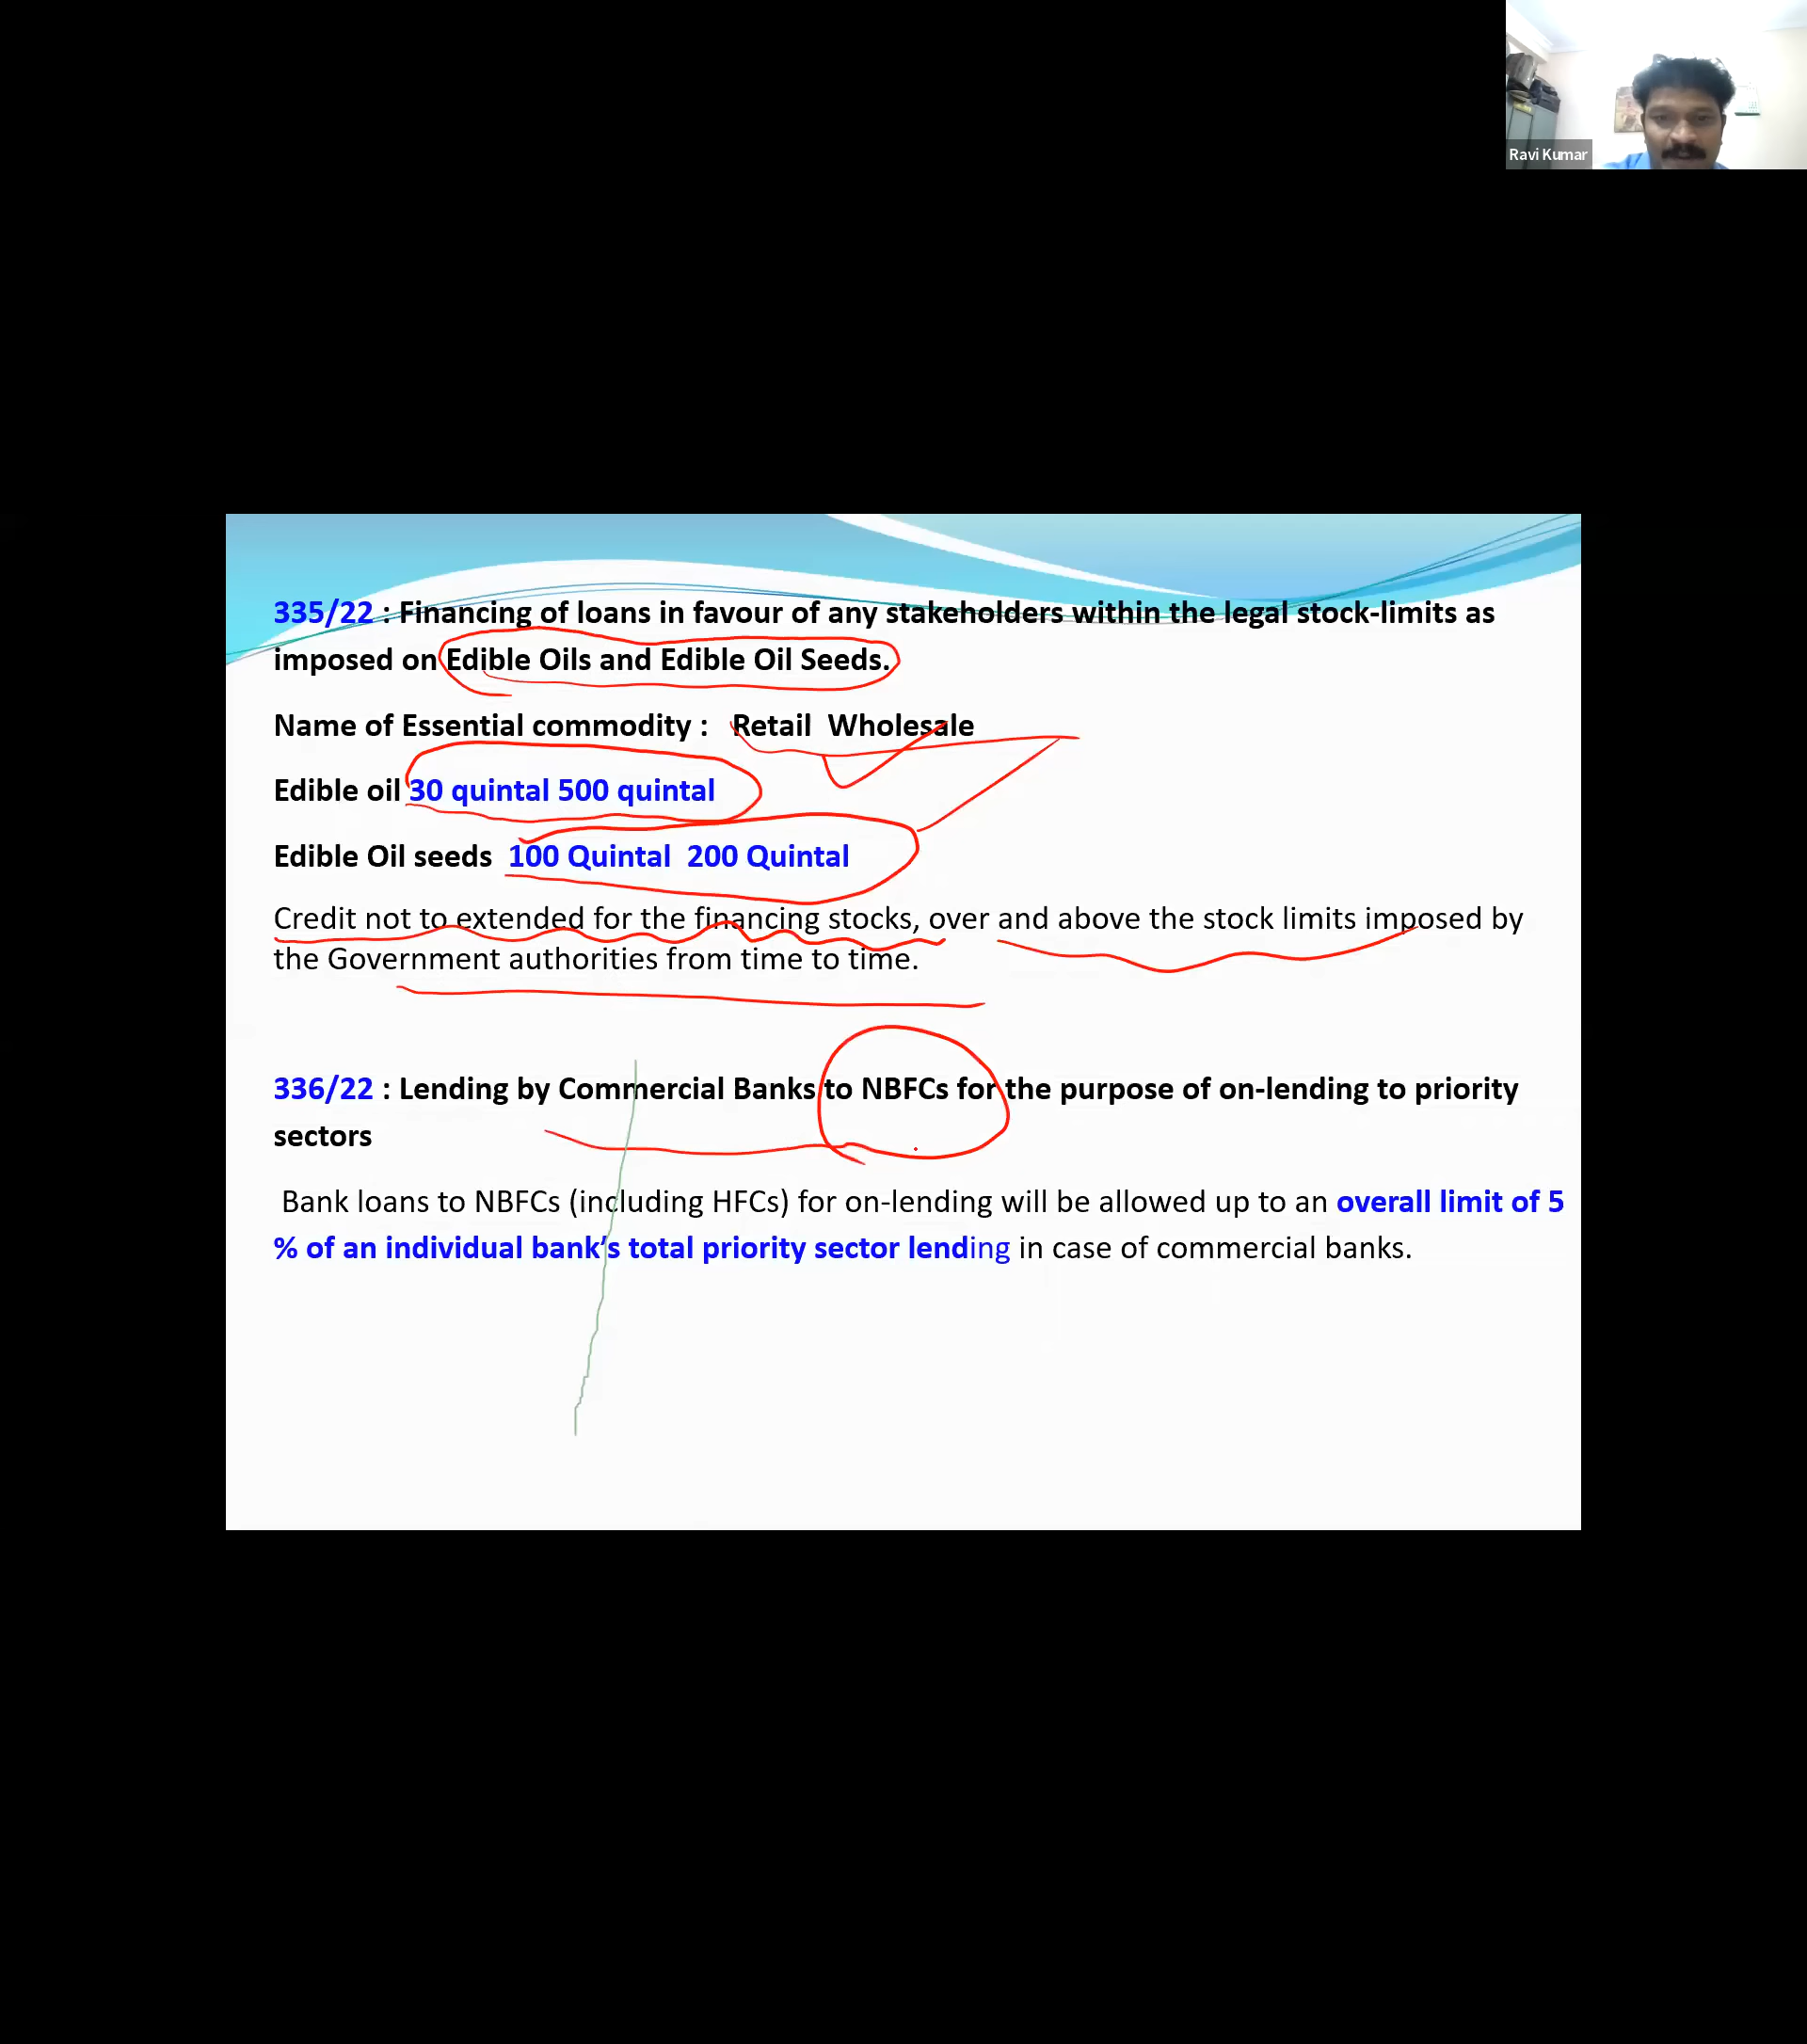 Ravi Kumar
335/22 : Financing of loans in favour of any stakeholders within the legal stock-limits as
imposed on Edible Oils and Edible Oil Seeds.
Name of Essential commodity : Retail Wholesale
Edible oil 30 quintal 500 quintal
Edible Oil seeds 100 Quintal 200 Quintal
Credit not to extended for the financing stocks, over and above the stock limits imposed by
the Government authorities from time to time.
336/22 : Lending by Commercial Banks to NBFCs for the purpose of on-lending to priority
sectors
Bank loans to NBFCs (including HFCs) for on-lending will be allowed up to an overall limit of 5
% of an individual bank's total priority sector lending in case of commercial banks.